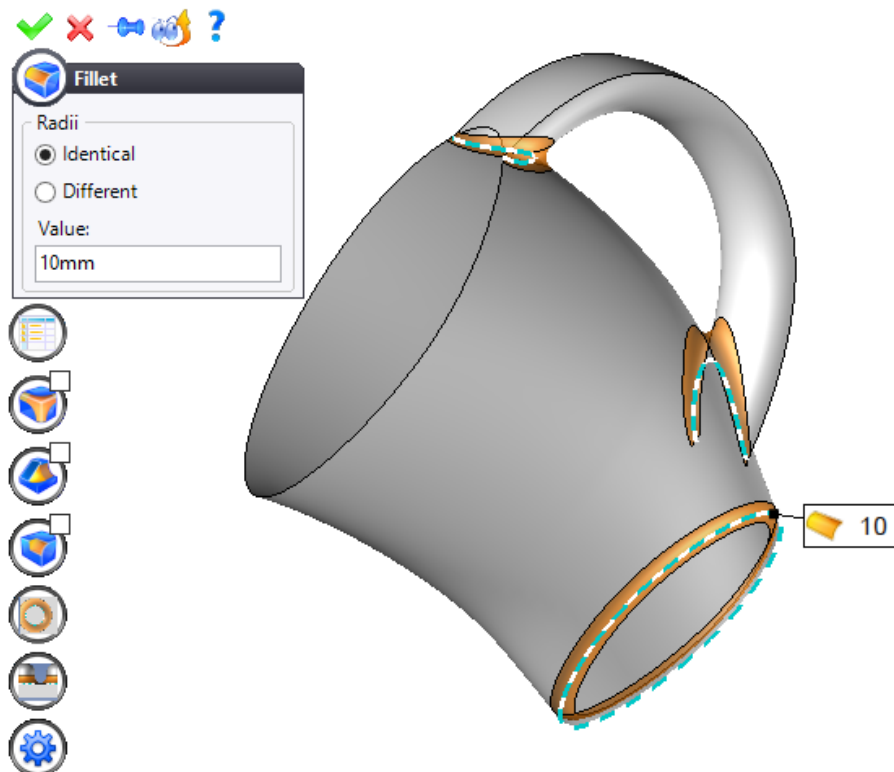 ?
Fillet
Radii
Identical
Different
Value:
10mm
10